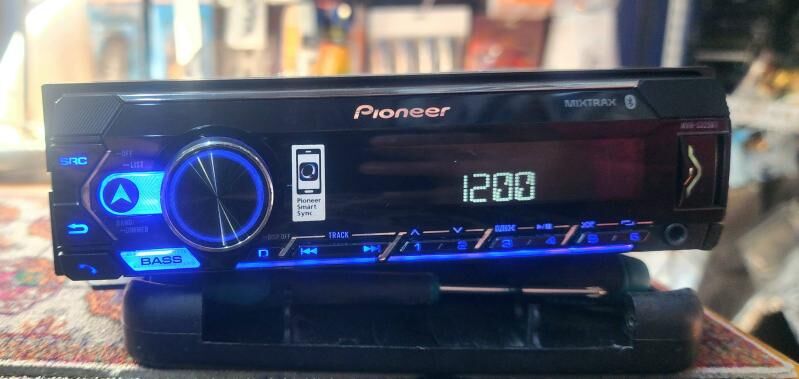 Pioneer
MIXTRAX
SRC
OFF
LIST
Pioneer
Smart
Sync
1200
BAND
DIMMER
DISP OFF
TRACK
BASS
1
2
MIX
3
4
5
6